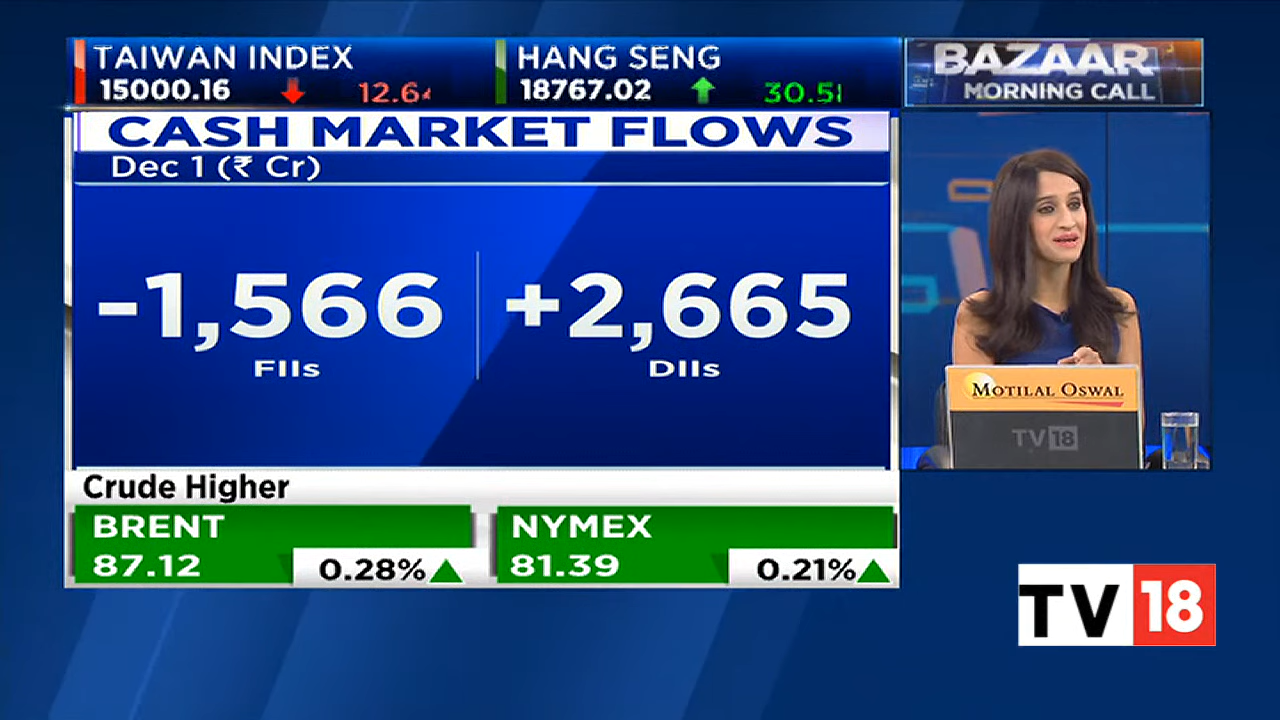 TAIWAN INDEX
15000.16 12.64
HANG SENG
18767.02 30.51
BAZAAR
MORNING CALL
CASH MARKET FLOWS
Dec 1 (₹ Cr)
-1,566
FIIs
+2,665
DIIs
MOTILAL OSWAL
TV18
Crude Higher
BRENT
87.12 0.28%
NYMEX
81.39 0.21%
TV18